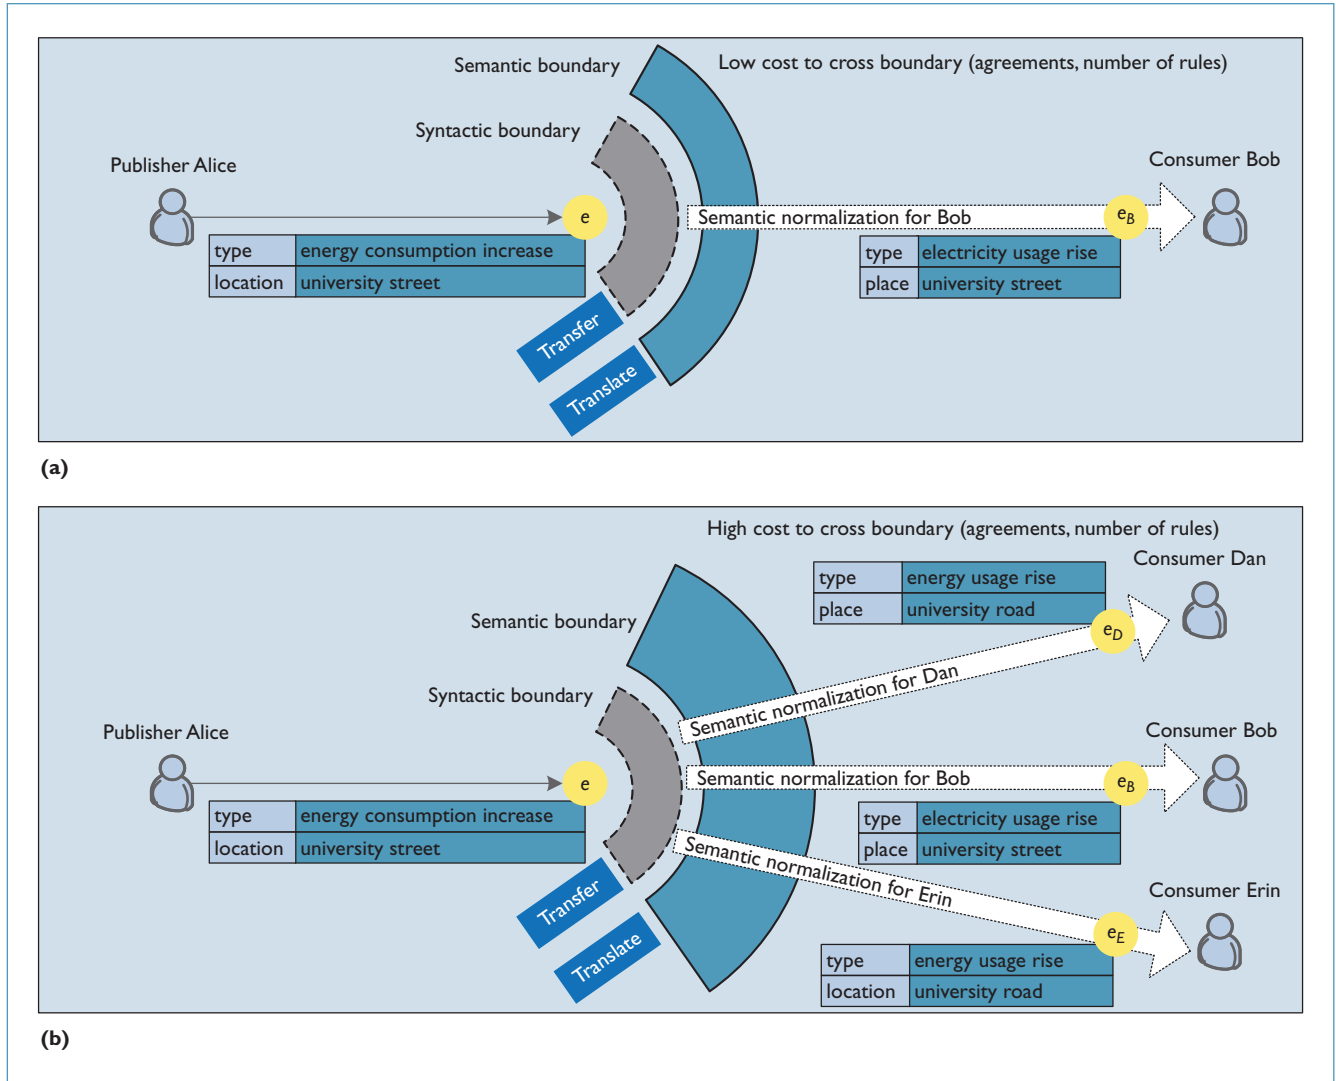 Semantic boundary
Low cost to cross boundary (agreements, number of rules)
Syntactic boundary
Publisher Alice
Consumer Bob
e
Semantic normalization for Bob
e_B
type energy consumption increase
location university street
type electricity usage rise
place university street
Transfer
Translate
(a)
High cost to cross boundary (agreements, number of rules)
Consumer Dan
type energy usage rise
place university road
Semantic boundary
e_D
Semantic normalization for Dan
Syntactic boundary
Publisher Alice
Consumer Bob
e
Semantic normalization for Bob
e_B
type energy consumption increase
location university street
type electricity usage rise
place university street
Semantic normalization for Erin
Consumer Erin
Transfer
Translate
e_E
type energy usage rise
location university road
(b)